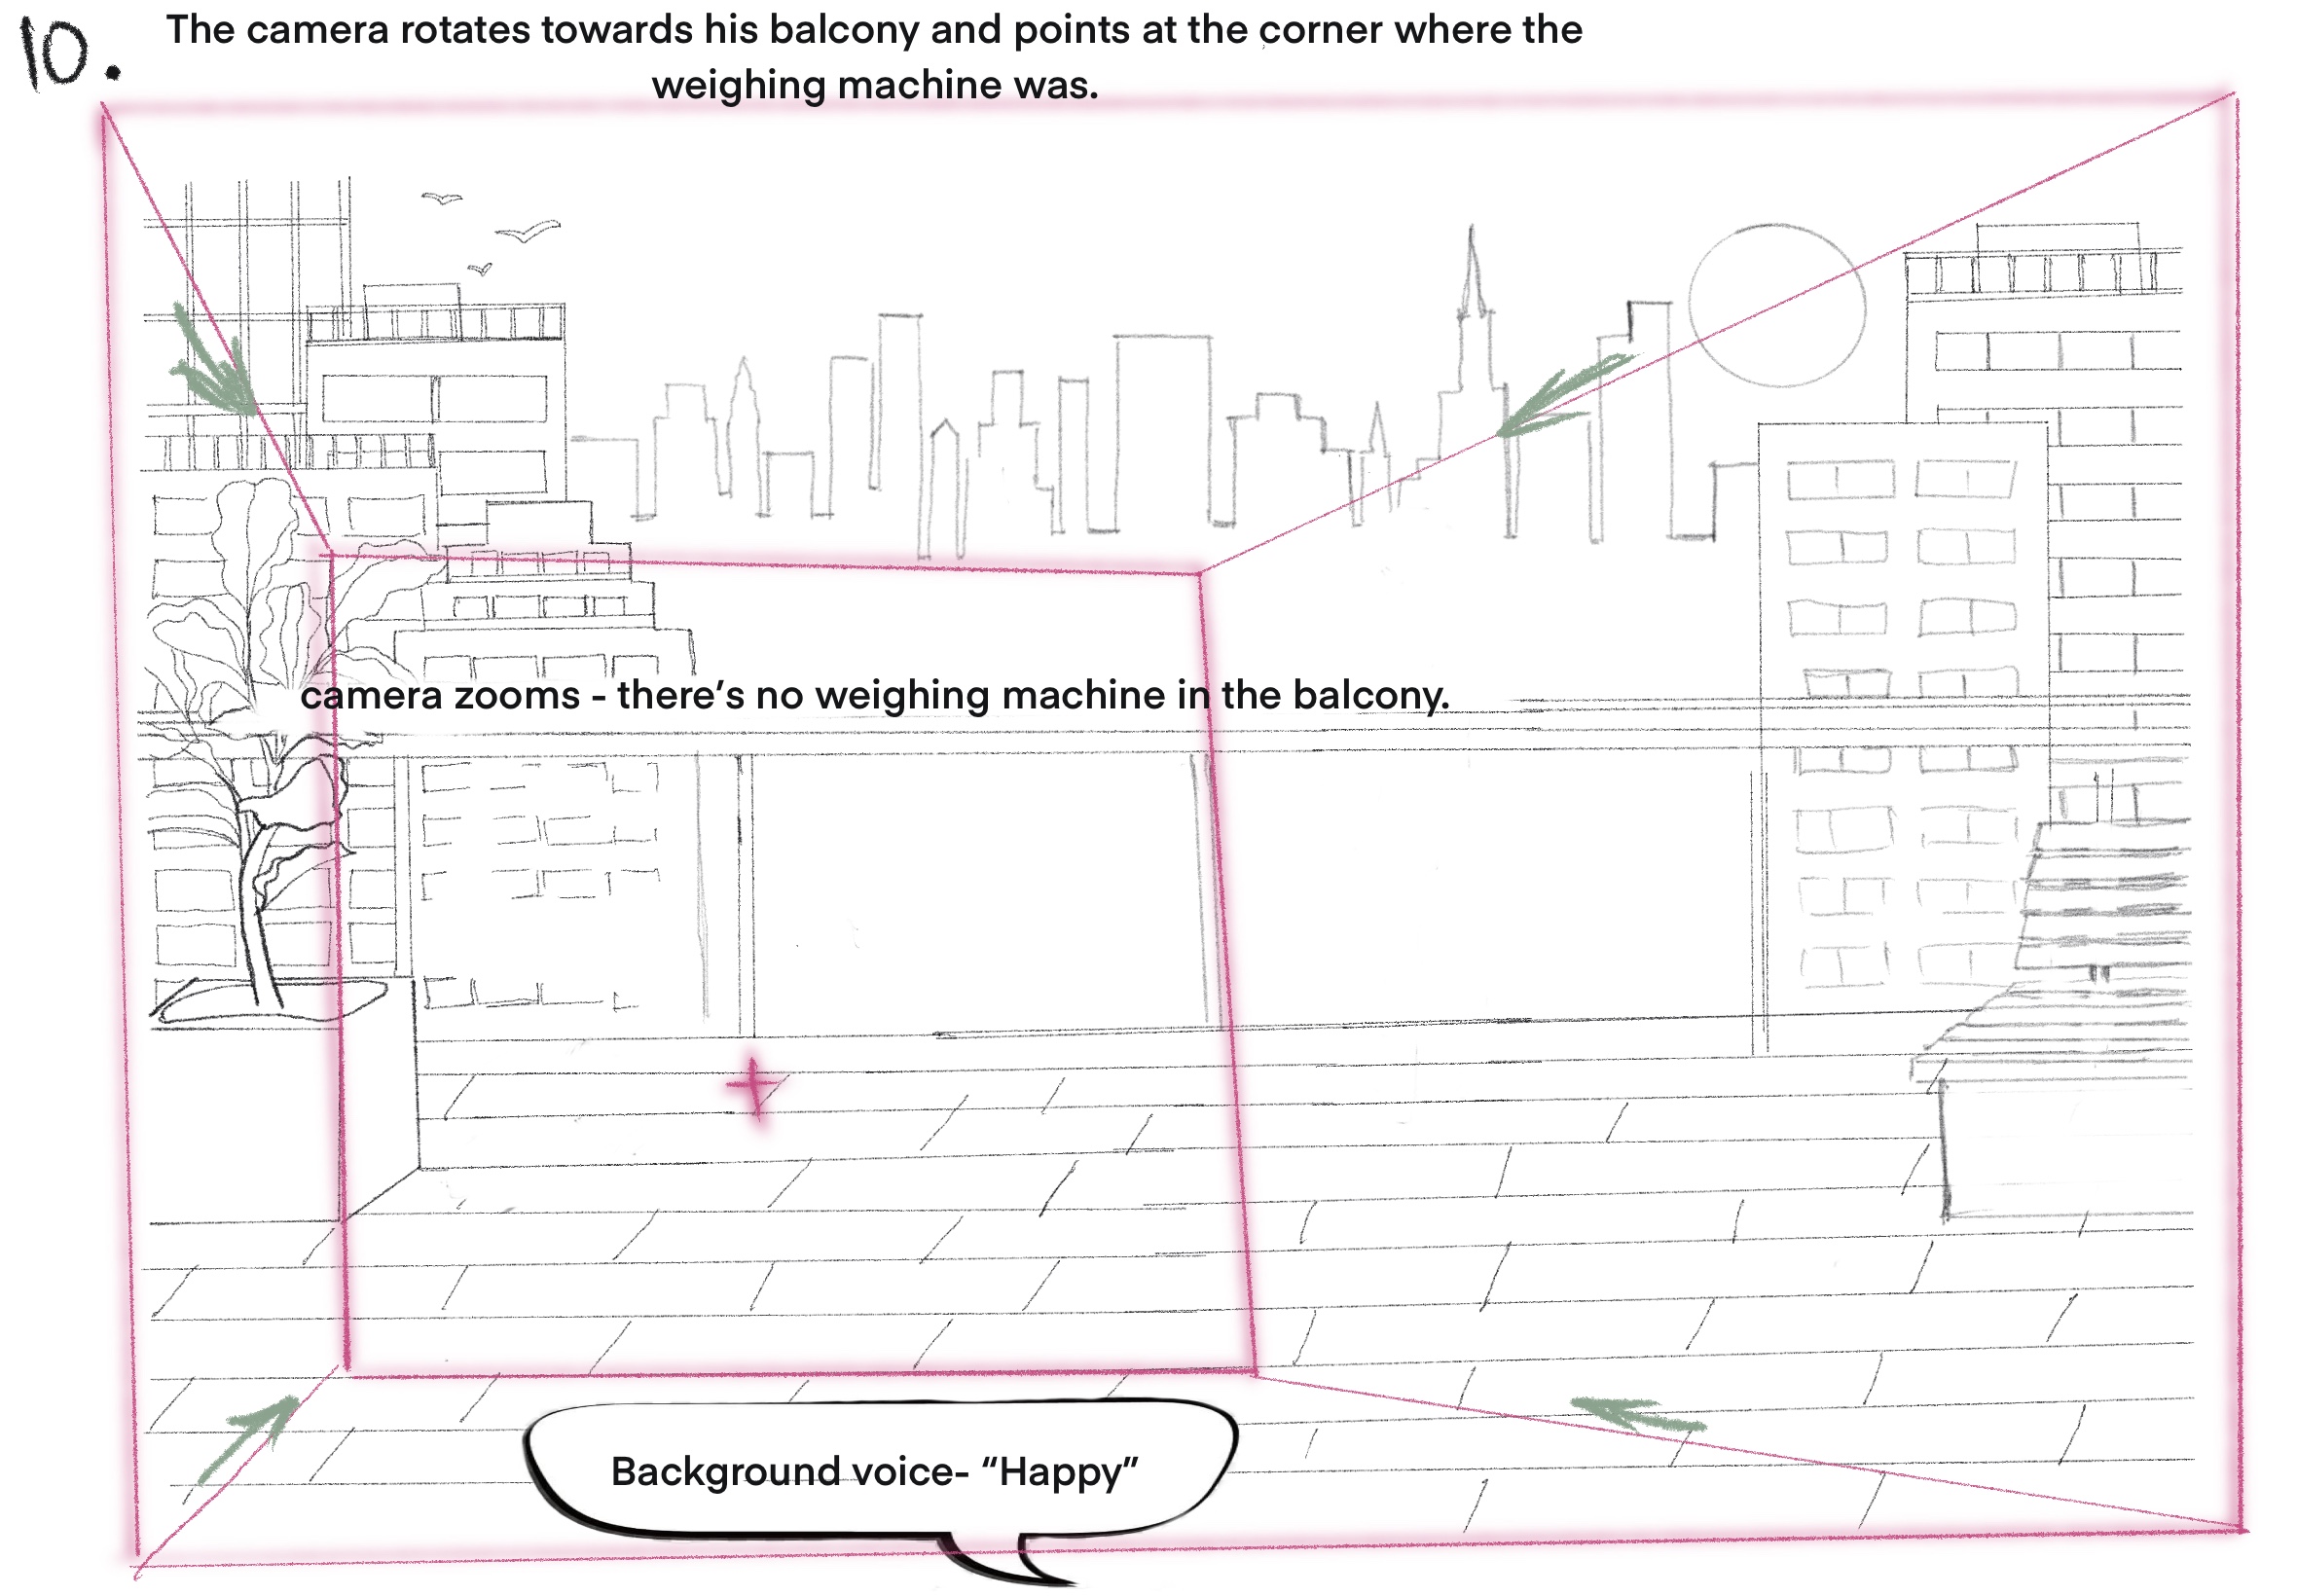 10.
The camera rotates towards his balcony and points at the corner where the
weighing machine was.
camera zooms - there’s no weighing machine in the balcony.
Background voice- “Happy”